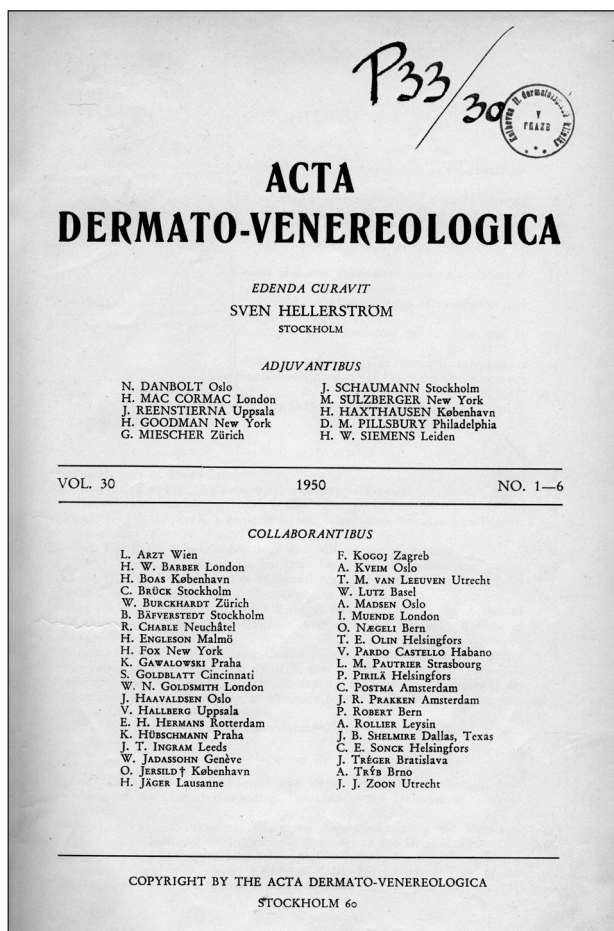 P33/30
Knihovna II. dermatologické kliniky
V
PRAZE
ACTA
DERMATO-VENEREOLOGICA
EDENDA CURAVIT
SVEN HELLERSTRÖM
STOCKHOLM
ADJUVANTIBUS
N. DANBOLT Oslo
H. MAC CORMAC London
J. REENSTIERNA Uppsala
H. GOODMAN New York
G. MIESCHER Zürich
J. SCHAUMANN Stockholm
M. SULZBERGER New York
H. HAXTHAUSEN København
D. M. PILLSBURY Philadelphia
H. W. SIEMENS Leiden
VOL. 30 1950 NO. 1—6
COLLABORANTIBUS
L. ARZT Wien
H. W. BARBER London
H. BOAS København
C. BRÜCK Stockholm
W. BURCKHARDT Zürich
B. BÄFVERSTEDT Stockholm
R. CHABLE Neuchâtel
H. ENGLESON Malmö
H. FOX New York
K. GAWALOWSKI Praha
S. GOLDBLATT Cincinnati
W. N. GOLDSMITH London
J. HAAVALDSEN Oslo
V. HALLBERG Uppsala
E. H. HERMANS Rotterdam
K. HÜBSCHMANN Praha
J. T. INGRAM Leeds
W. JADASSOHN Genève
O. JERSILD† København
H. JÄGER Lausanne
F. KOGOJ Zagreb
A. KVEIM Oslo
T. M. VAN LEEUVEN Utrecht
W. LUTZ Basel
A. MADSEN Oslo
I. MUENDE London
O. NÆGELI Bern
T. E. OLIN Helsingfors
V. PARDO CASTELLO Habano
L. M. PAUTRIER Strasbourg
P. PIRILÄ Helsingfors
C. POSTMA Amsterdam
J. R. PRAKKEN Amsterdam
P. ROBERT Bern
A. ROLLIER Leysin
J. B. SHELMIRE Dallas, Texas
C. E. SONCK Helsingfors
J. TRÉGER Bratislava
A. TRÝB Brno
J. J. ZOON Utrecht
COPYRIGHT BY THE ACTA DERMATO-VENEREOLOGICA
STOCKHOLM 60